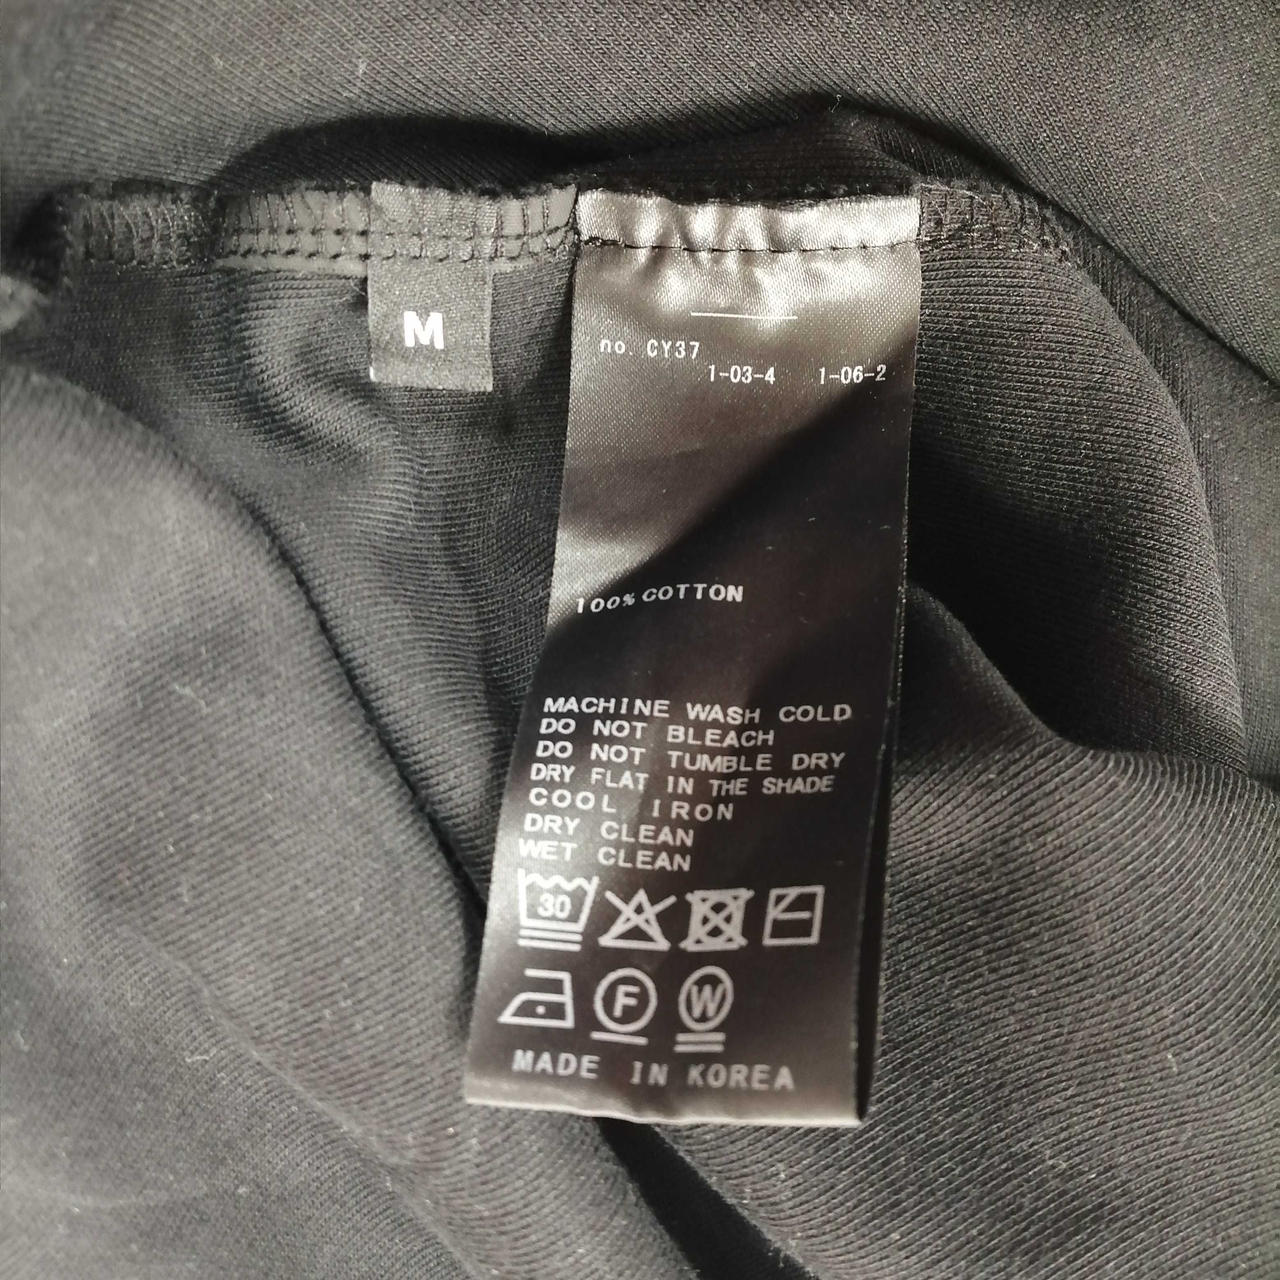 M
no. CY37
1-03-4 1-06-2
100% COTTON
MACHINE WASH COLD
DO NOT BLEACH
DO NOT TUMBLE DRY
DRY FLAT IN THE SHADE
COOL IRON
DRY CLEAN
WET CLEAN
30
F W
MADE IN KOREA